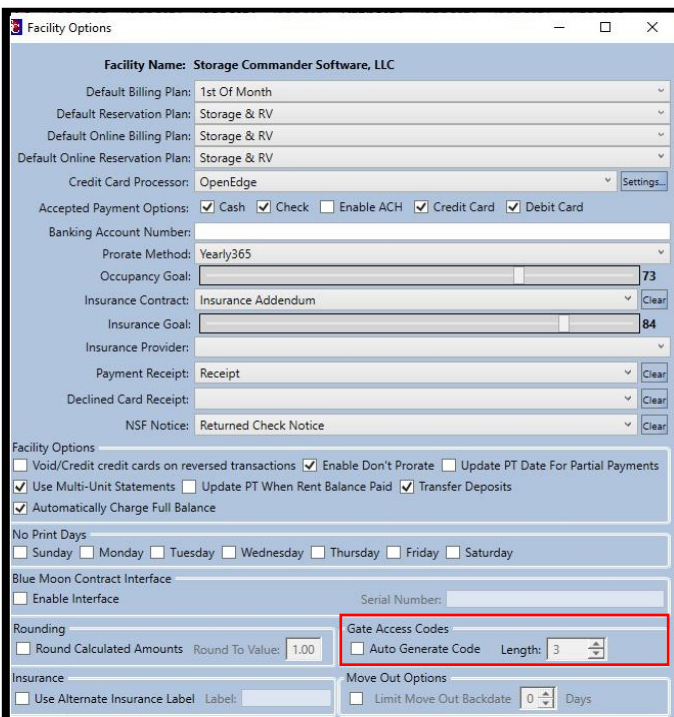 Facility Options
Facility Name: Storage Commander Software, LLC
Default Billing Plan: 1st Of Month
Default Reservation Plan: Storage & RV
Default Online Billing Plan: Storage & RV
Default Online Reservation Plan: Storage & RV
Credit Card Processor: OpenEdge Settings...
Accepted Payment Options: Cash Check Enable ACH Credit Card Debit Card
Banking Account Number:
Prorate Method: Yearly365
Occupancy Goal: 73
Insurance Contract: Insurance Addendum Clear
Insurance Goal: 84
Insurance Provider:
Payment Receipt: Receipt Clear
Declined Card Receipt: Clear
NSF Notice: Returned Check Notice Clear
Facility Options
Void/Credit credit cards on reversed transactions Enable Don't Prorate Update PT Date For Partial Payments
Use Multi-Unit Statements Update PT When Rent Balance Paid Transfer Deposits
Automatically Charge Full Balance
No Print Days
Sunday Monday Tuesday Wednesday Thursday Friday Saturday
Blue Moon Contract Interface
Enable Interface Serial Number:
Rounding Gate Access Codes
Round Calculated Amounts Round To Value: 1.00 Auto Generate Code Length: 3
Insurance Move Out Options
Use Alternate Insurance Label Label: Limit Move Out Backdate 0 Days